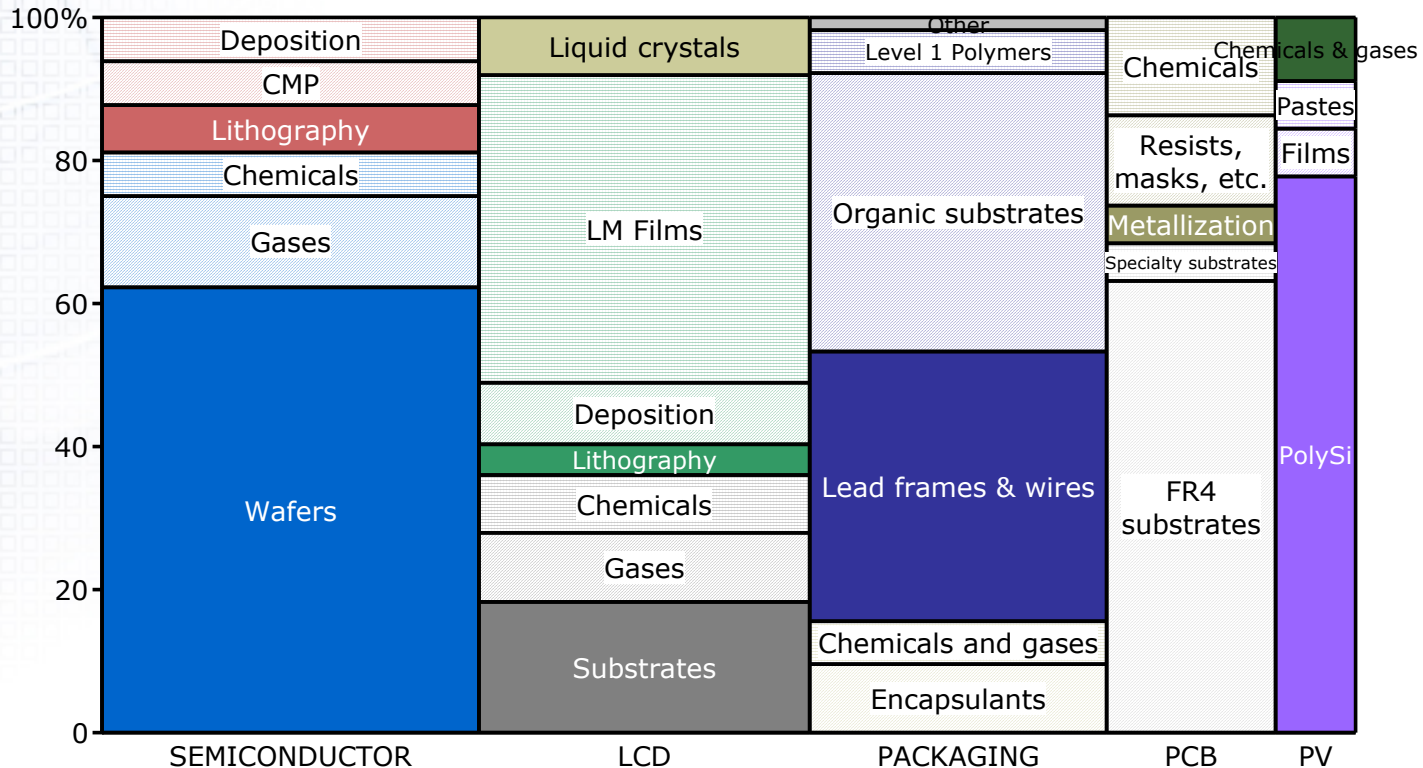 100%
80
60
40
20
0
Deposition
CMP
Lithography
Chemicals
Gases
Wafers
SEMICONDUCTOR
Liquid crystals
LM Films
Deposition
Lithography
Chemicals
Gases
Substrates
LCD
Other
Level 1 Polymers
Organic substrates
Lead frames & wires
Chemicals and gases
Encapsulants
PACKAGING
Chemicals
Resists,
masks, etc.
Metallization
Specialty substrates
FR4
substrates
PCB
Chemicals & gases
Pastes
Films
PolySi
PV